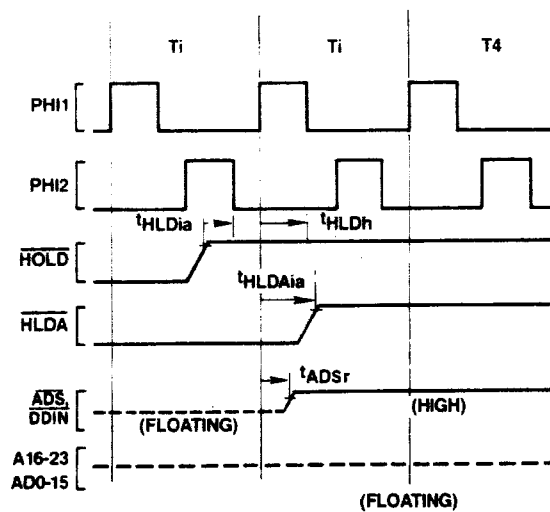 Ti Ti T4
PHI1
PHI2
tHLDia tHLDh
HOLD
tHLDAia
HLDA
tADSr
ADS,
DDIN
(FLOATING) (HIGH)
A16-23
AD0-15
(FLOATING)